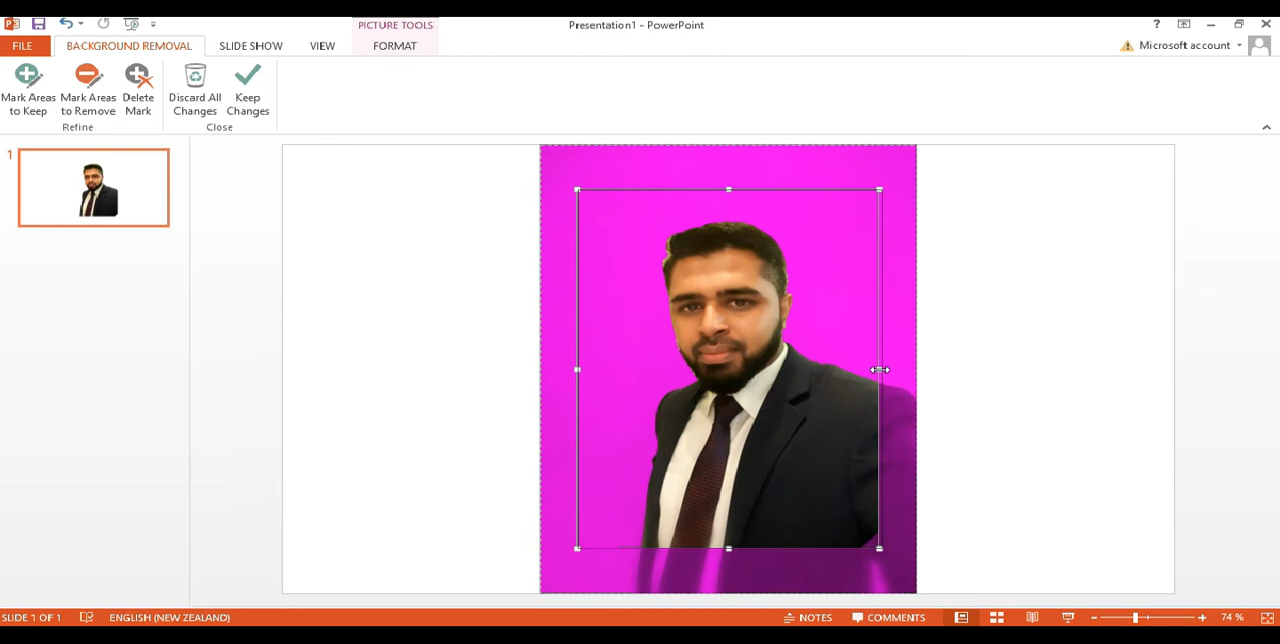 PICTURE TOOLS
Presentation1 - PowerPoint
FILE BACKGROUND REMOVAL SLIDE SHOW VIEW FORMAT Microsoft account
Mark Areas to Keep
Mark Areas to Remove
Delete Mark
Discard All Changes
Keep Changes
Refine Close
1
SLIDE 1 OF 1 ENGLISH (NEW ZEALAND) NOTES COMMENTS 74 %